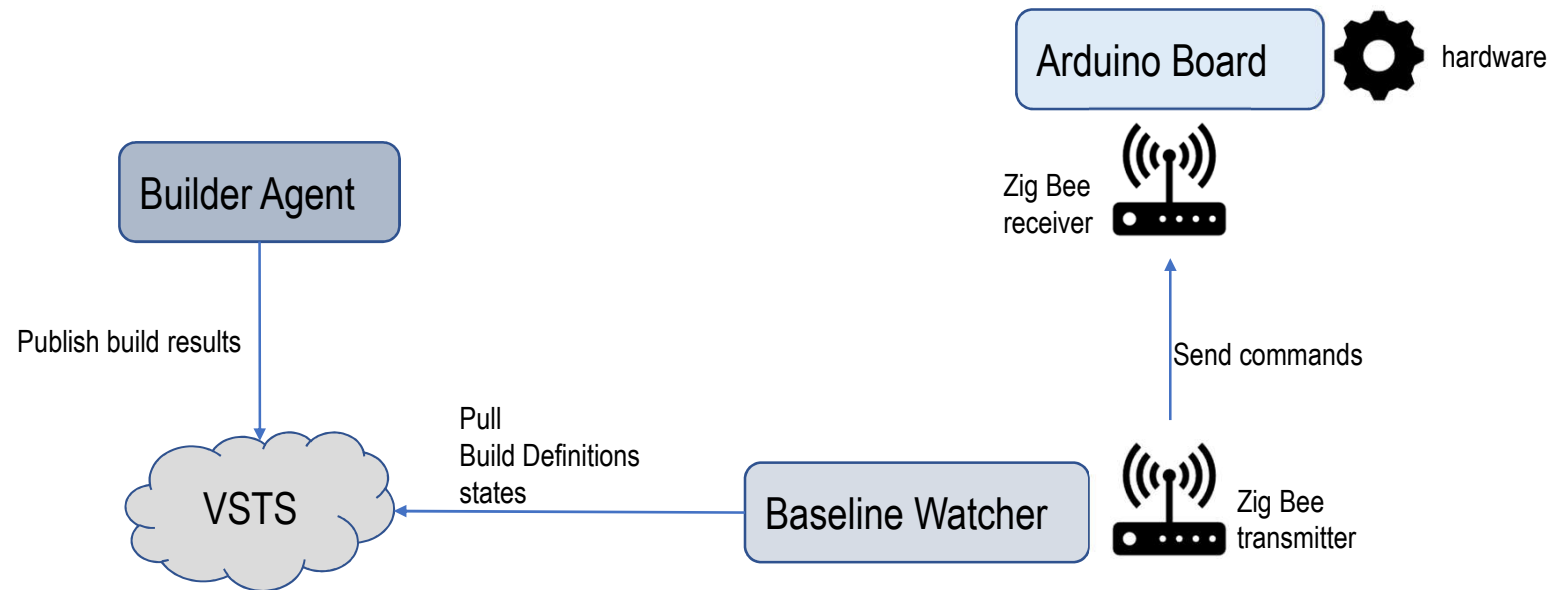 Arduino Board
hardware
Builder Agent
Zig Bee
receiver
Publish build results
Send commands
Pull
Build Definitions
states
VSTS
Baseline Watcher
Zig Bee
transmitter